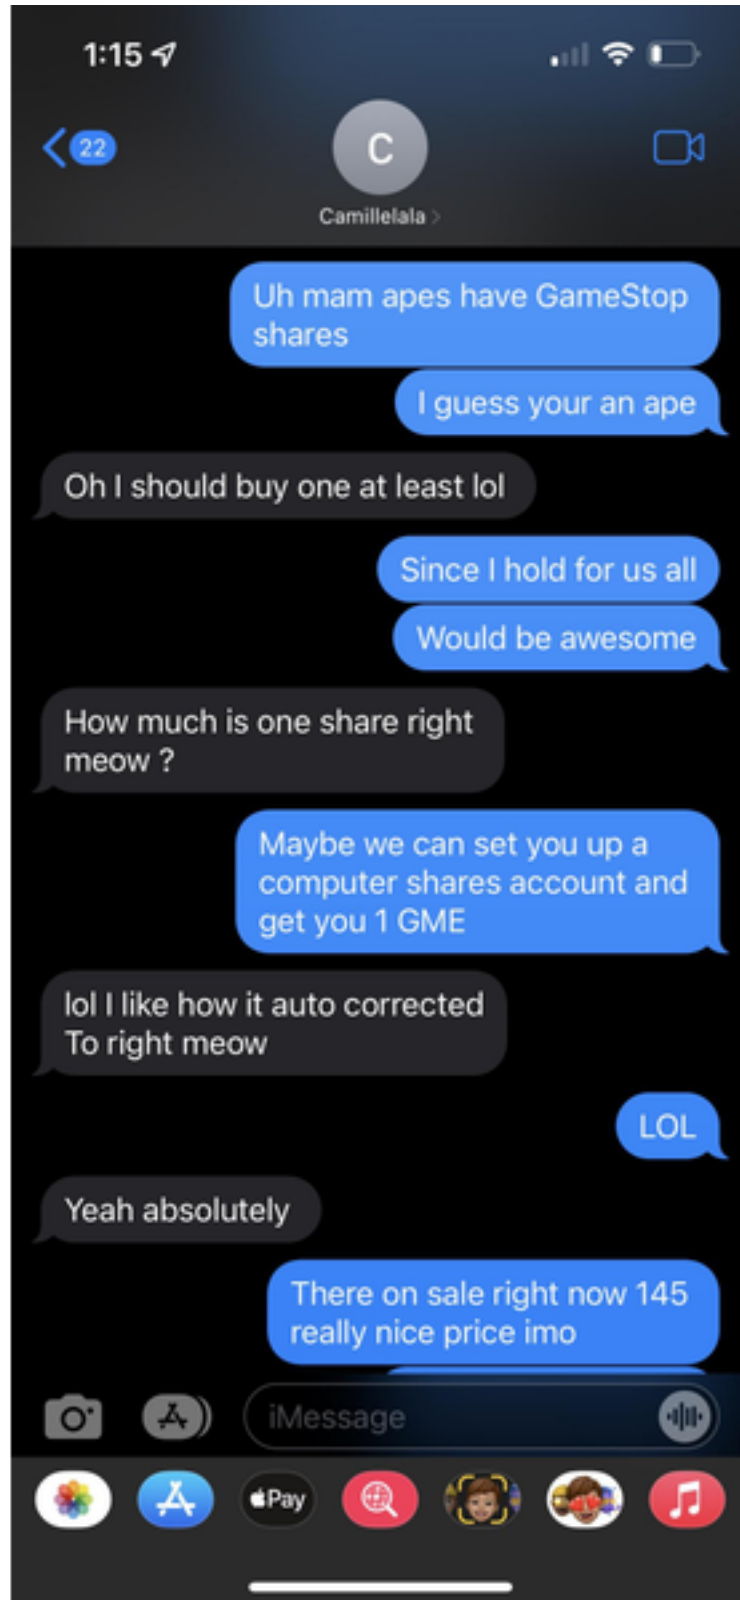 1:15
22
C
Camillelala
Uh mam apes have GameStop
shares
I guess your an ape
Oh I should buy one at least lol
Since I hold for us all
Would be awesome
How much is one share right
meow ?
Maybe we can set you up a
computer shares account and
get you 1 GME
lol I like how it auto corrected
To right meow
LOL
Yeah absolutely
There on sale right now 145
really nice price imo
iMessage
Pay